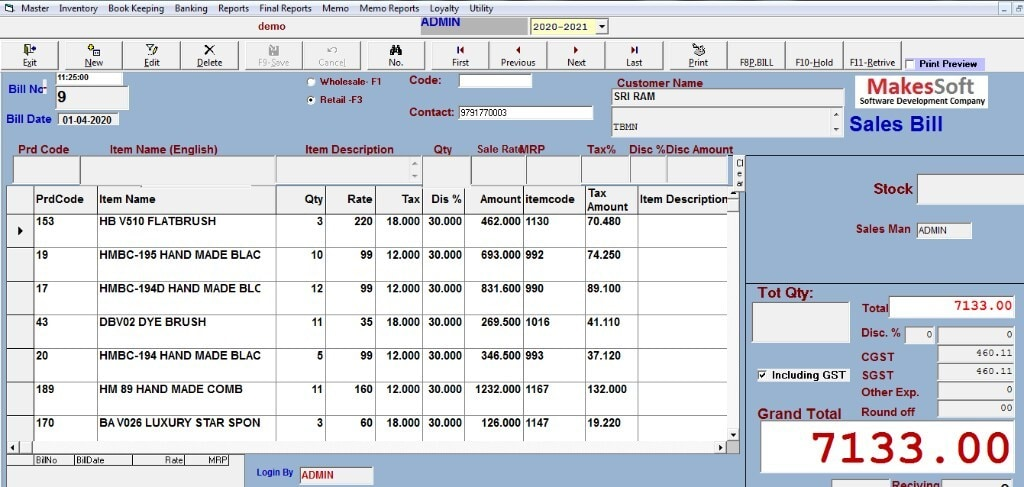 Master Inventory Book Keeping Banking Reports Final Reports Memo Memo Reports Loyalty Utility
demo ADMIN 2020-2021
Exit New Edit Delete F9-Save Cancel No. First Previous Next Last Print F8P.BILL F10-Hold F11-Retrive Print Preview
Bill No 11:25:00
9
Bill Date 01-04-2020
Wholesale- F1
Retail -F3
Code:
Contact: 9791770003
Customer Name
SRI RAM
TBMN
MakesSoft
Software Development Company
Sales Bill
Prd Code Item Name (English) Item Description Qty Sale Rate MRP Tax% Disc % Disc Amount
Cl e ar
PrdCode Item Name Qty Rate Tax Dis % Amount itemcode Tax Amount Item Description
153 HB V510 FLATBRUSH 3 220 18.000 30.000 462.000 1130 70.480
19 HMBC-195 HAND MADE BLAC 10 99 12.000 30.000 693.000 992 74.250
17 HMBC-194D HAND MADE BLC 12 99 12.000 30.000 831.600 990 89.100
43 DBV02 DYE BRUSH 11 35 18.000 30.000 269.500 1016 41.110
20 HMBC-194 HAND MADE BLAC 5 99 12.000 30.000 346.500 993 37.120
189 HM 89 HAND MADE COMB 11 160 12.000 30.000 1232.000 1167 132.000
170 BA V026 LUXURY STAR SPON 3 60 18.000 30.000 126.000 1147 19.220
BillNo BillDate Rate MRP
Login By ADMIN
Stock
Sales Man ADMIN
Tot Qty:
Total 7133.00
Disc. % 0 0
CGST 460.11
Including GST
SGST 460.11
Other Exp. 0
Round off 00
Grand Total
7133.00
Reciving